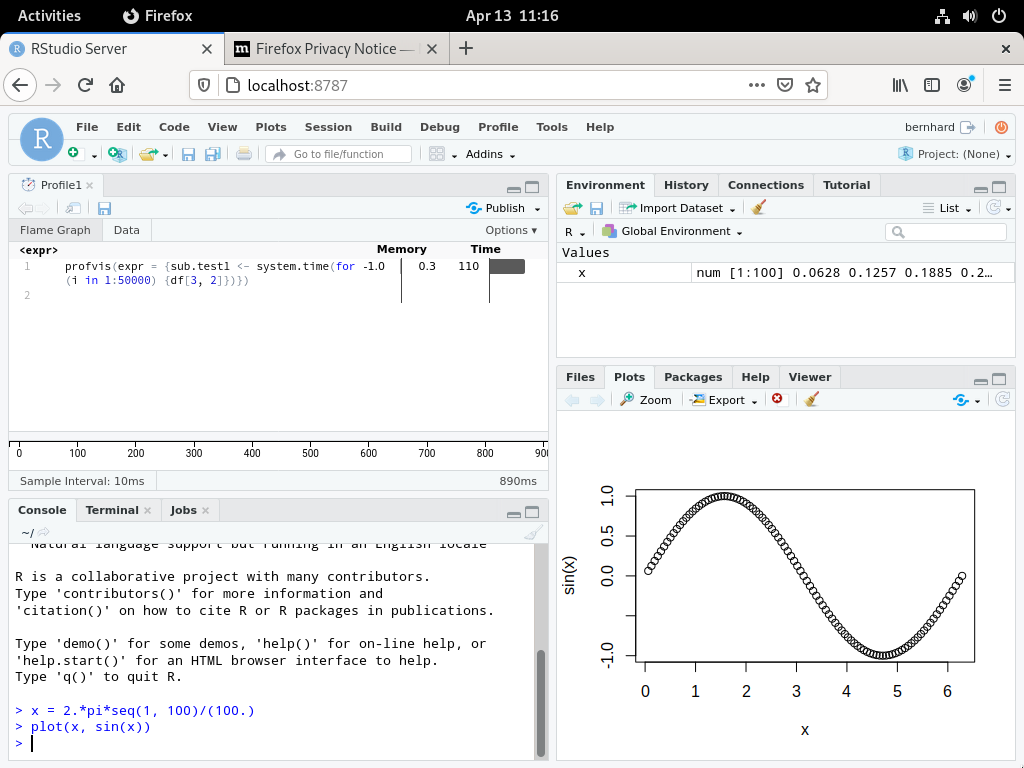 Activities
Firefox
Apr 13 11:16
RStudio Server
m
Firefox Privacy Notice —
localhost:8787
R
File Edit Code View Plots Session Build Debug Profile Tools Help
bernhard
Go to file/function
Addins
Project: (None)
Profile1
Publish
Flame Graph Data Options
<expr> Memory Time
1 profvis(expr = {sub.test1 <- system.time(for -1.0 0.3 110
(i in 1:50000) {df[3, 2]})})
2
0 100 200 300 400 500 600 700 800 90
Sample Interval: 10ms 890ms
Console Terminal Jobs
~/
Natural language support but running in an English locale
R is a collaborative project with many contributors.
Type 'contributors()' for more information and
'citation()' on how to cite R or R packages in publications.
Type 'demo()' for some demos, 'help()' for on-line help, or
'help.start()' for an HTML browser interface to help.
Type 'q()' to quit R.
> x = 2.*pi*seq(1, 100)/(100.)
> plot(x, sin(x))
>
Environment History Connections Tutorial
Import Dataset List
R Global Environment
Values
x num [1:100] 0.0628 0.1257 0.1885 0.2…
Files Plots Packages Help Viewer
Zoom Export
sin(x)
1.0
0.5
0.0
-1.0
0 1 2 3 4 5 6
x